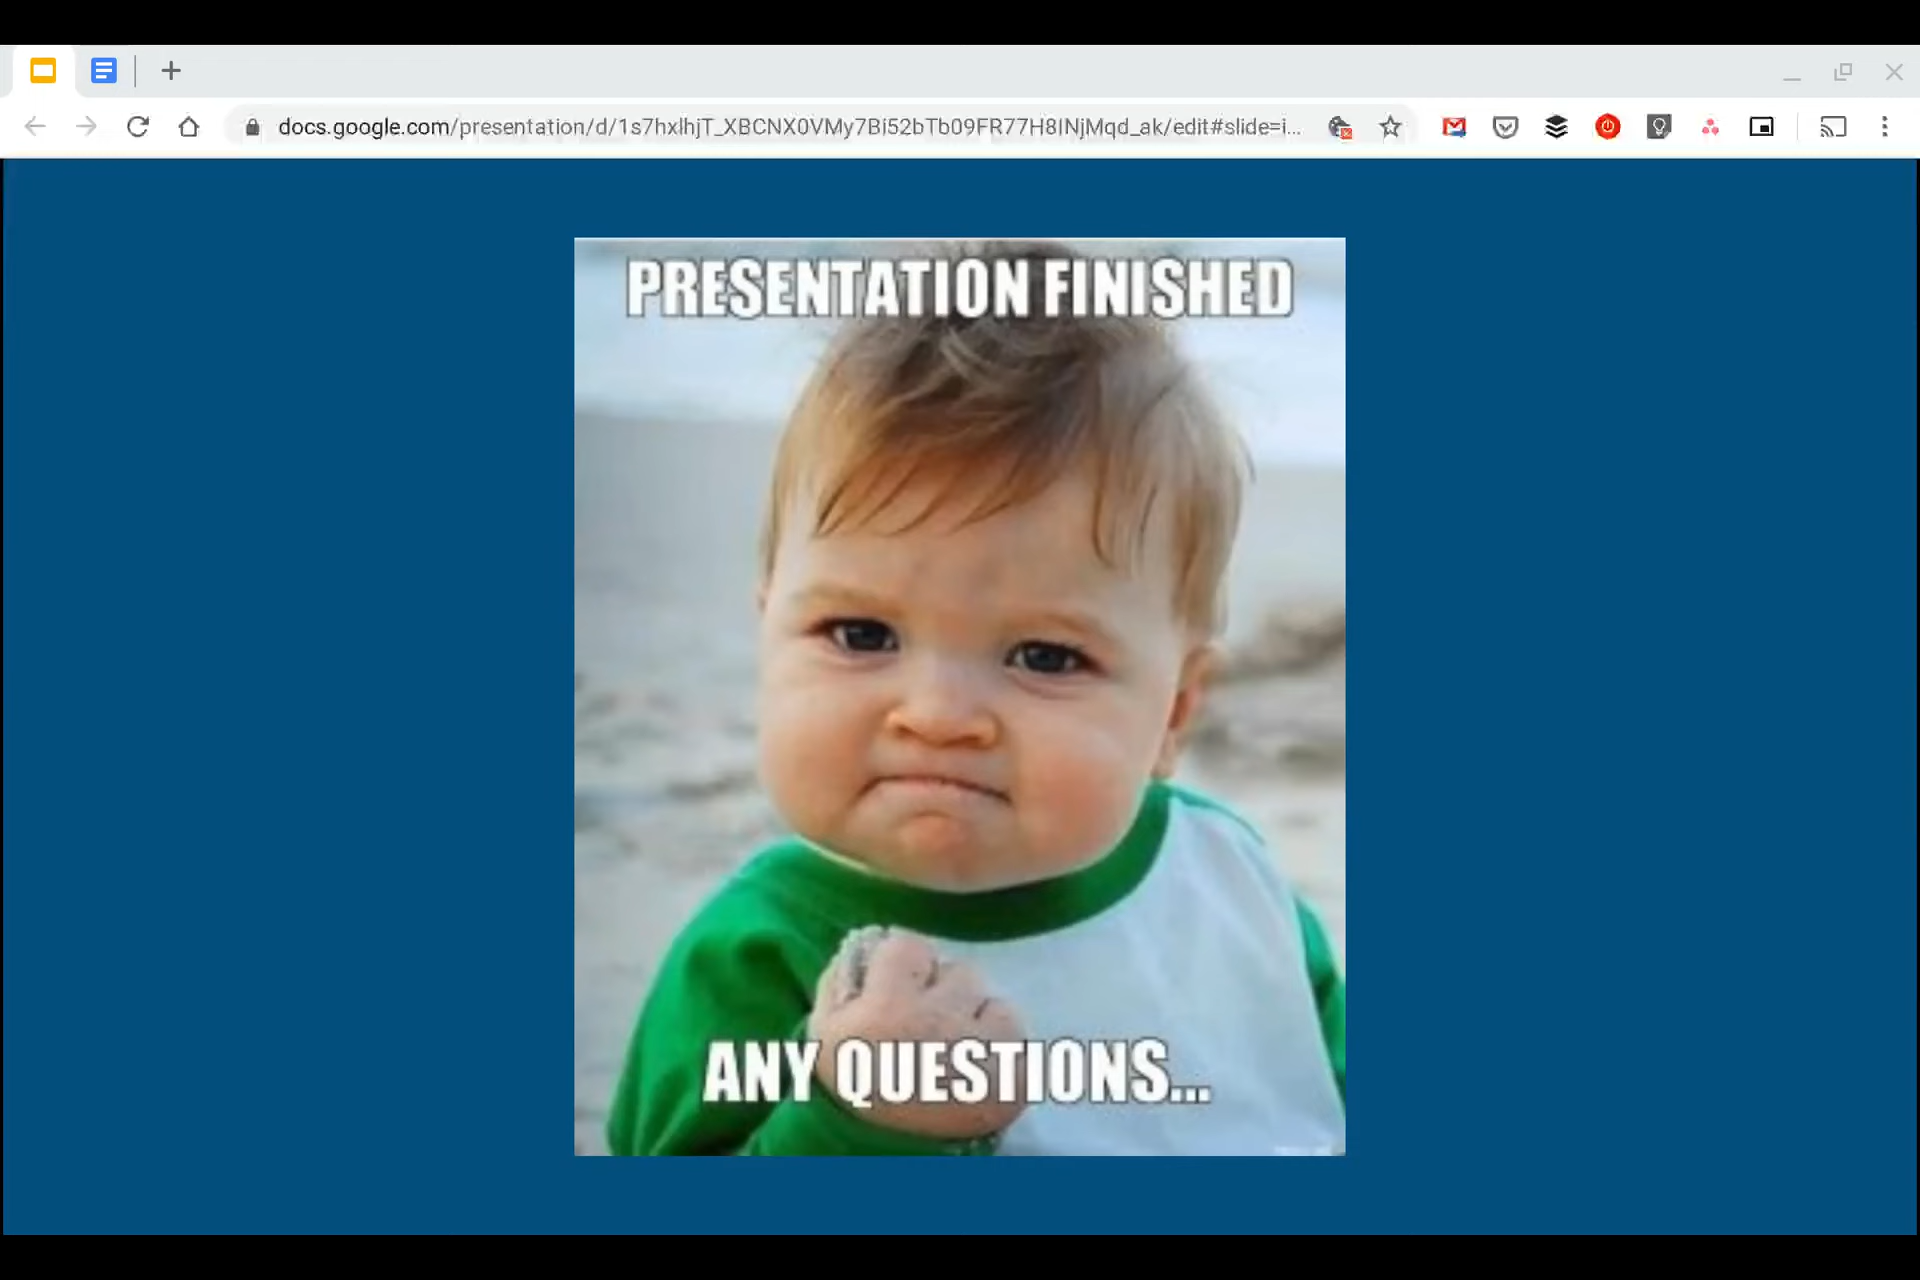 docs.google.com/presentation/d/1s7hxlhjT_XBCNX0VMy7Bi52bTb09FR77H8INjMqd_ak/edit#slide=i...
PRESENTATION FINISHED
ANY QUESTIONS...